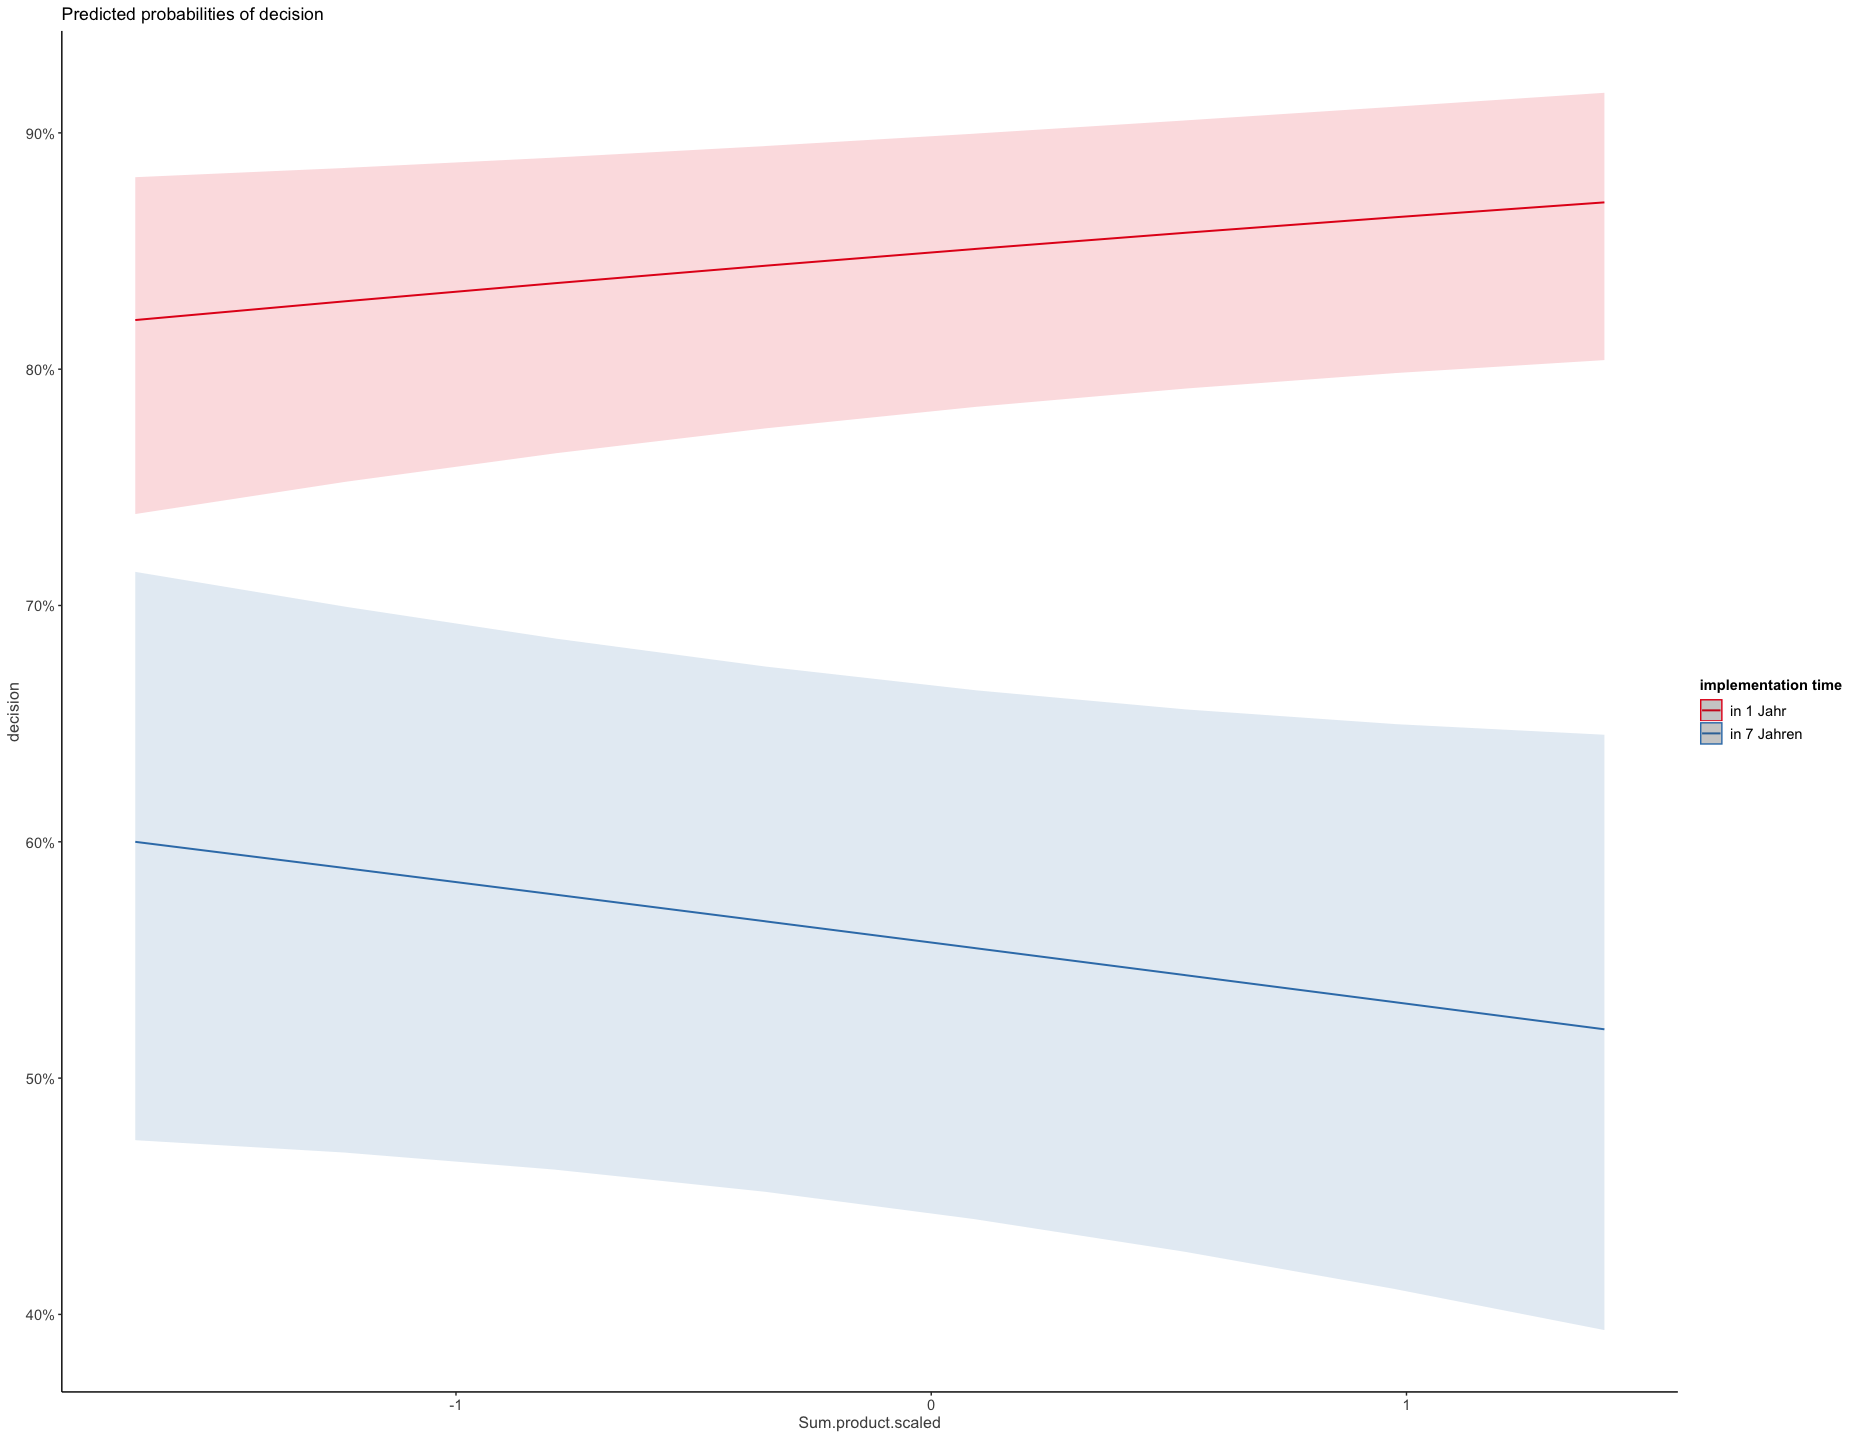 Predicted probabilities of decision
90%
80%
70%
60%
50%
40%
decision
-1
0
1
Sum.product.scaled
implementation time
in 1 Jahr
in 7 Jahren